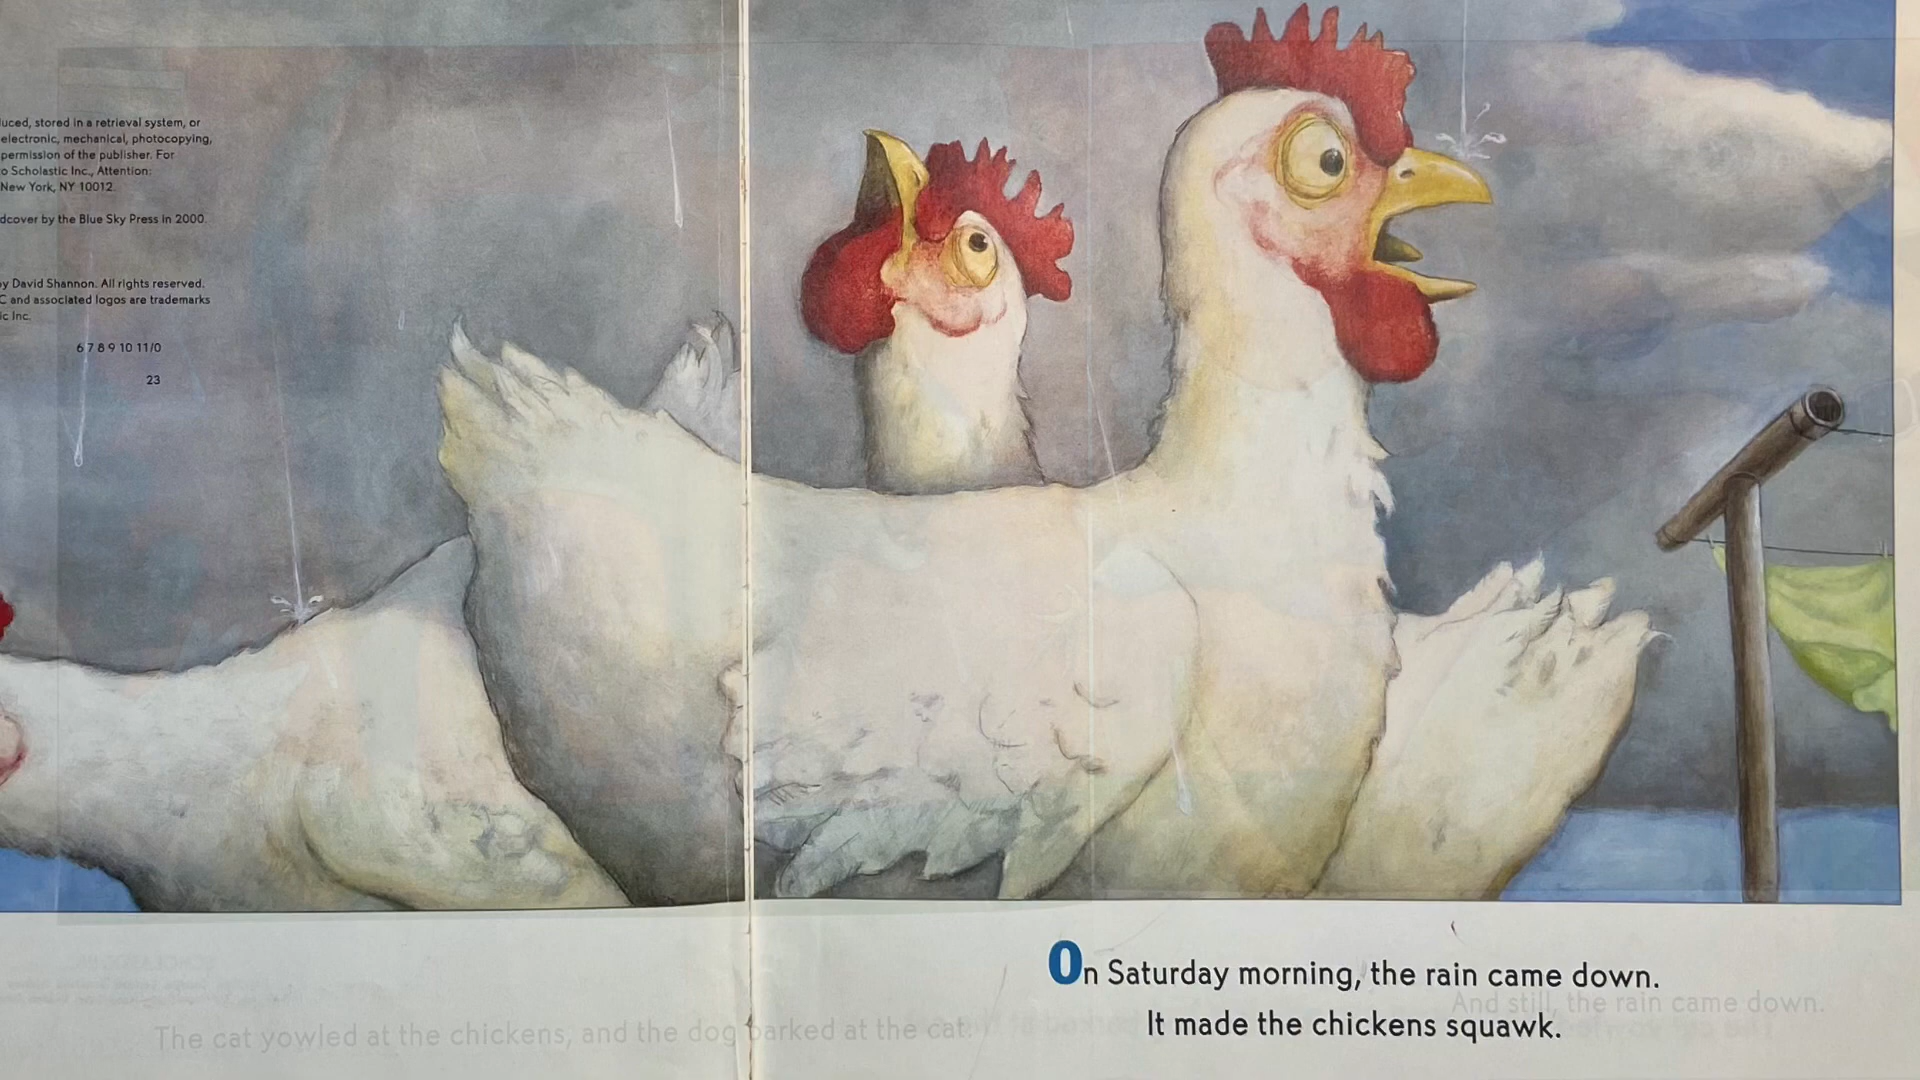 uced, stored in a retrieval system, or
electronic, mechanical, photocopying,
permission of the publisher. For
o Scholastic Inc., Attention:
New York, NY 10012.
dcover by the Blue Sky Press in 2000.
by David Shannon. All rights reserved.
C and associated logos are trademarks
ic Inc.
6 7 8 9 10 11/0
23
On Saturday morning, the rain came down.
It made the chickens squawk.
And still, the rain came down.
The cat yowled at the chickens, and the dog barked at the cat.